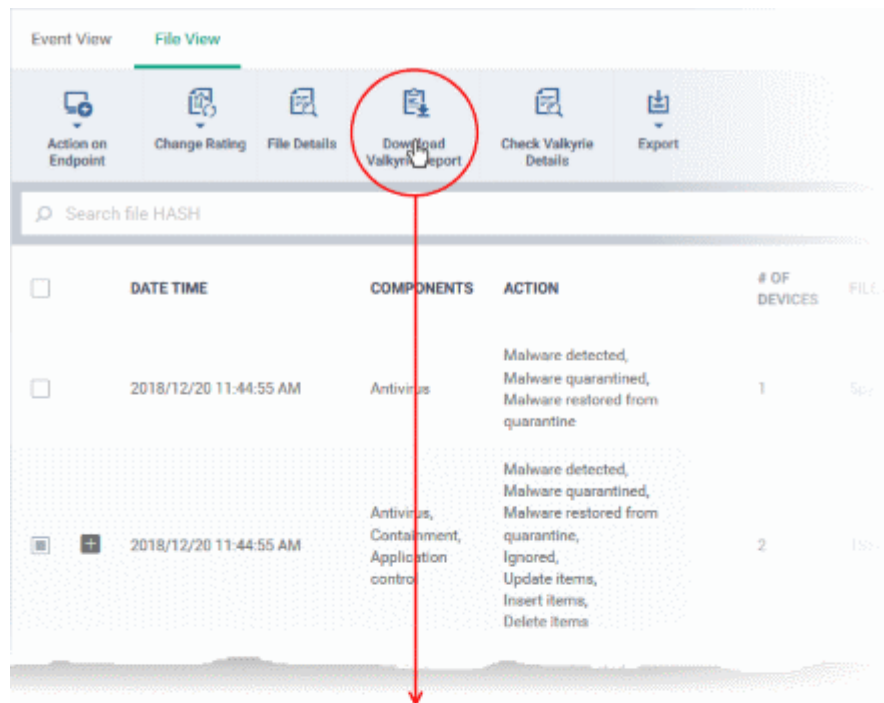 Event View File View
Action on Endpoint Change Rating File Details Download Valkyrie Report Check Valkyrie Details Export
Search file HASH
DATE TIME COMPONENTS ACTION # OF DEVICES
Malware detected,
2018/12/20 11:44:55 AM Antivirus Malware quarantined, 1
Malware restored from
quarantine
Malware detected,
Malware quarantined,
Antivirus, Malware restored from
Containment, quarantine,
2018/12/20 11:44:55 AM Application Ignored, 2
control Update items,
Insert items,
Delete items